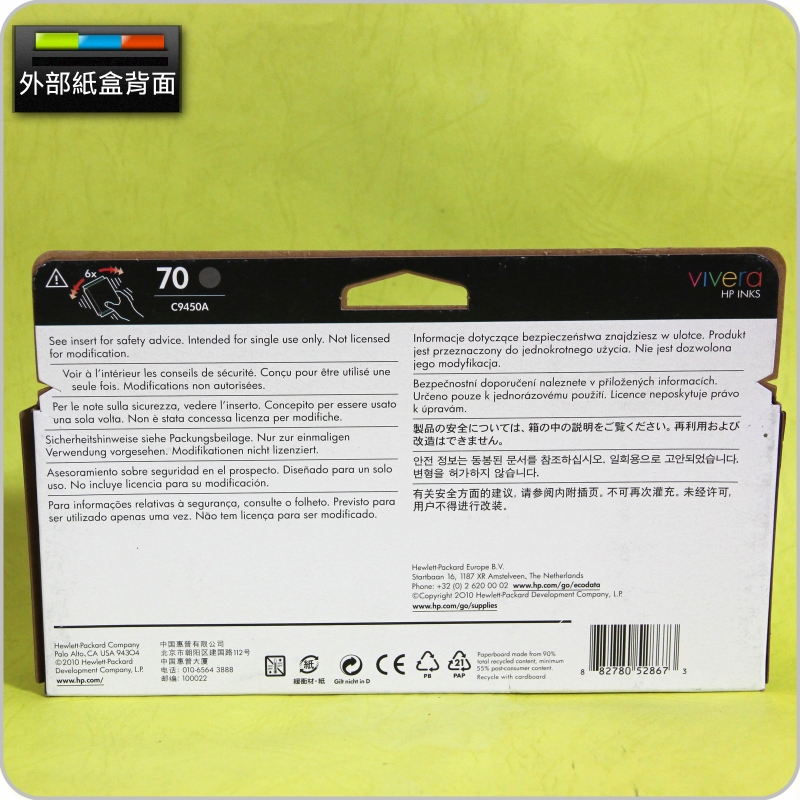 外部紙盒背面
6x
70
C9450A
vivera
HP INKS
See insert for safety advice. Intended for single use only. Not licensed
for modification.
Voir à l'intérieur les conseils de sécurité. Conçu pour être utilisé une
seule fois. Modifications non autorisées.
Per le note sulla sicurezza, vedere l'inserto. Concepito per essere usato
una sola volta. Non è stata concessa licenza per modifiche.
Sicherheitshinweise siehe Packungsbeilage. Nur zur einmaligen
Verwendung vorgesehen. Modifikationen nicht lizenziert.
Asesoramiento sobre seguridad en el prospecto. Diseñado para un solo
uso. No incluye licencia para su modificación.
Para informações relativas à segurança, consulte o folheto. Previsto para
ser utilizado apenas uma vez. Não tem licença para ser modificado.
Informacje dotyczące bezpieczeństwa znajdziesz w ulotce. Produkt
jest przeznaczony do jednokrotnego użycia. Nie jest dozwolona
jego modyfikacja.
Bezpečnostní doporučení naleznete v přiložených informacích.
Určeno pouze k jednorázovému použití. Licence neposkytuje právo
k úpravám.
製品の安全については、箱の中の説明をご覧ください。再利用および
改造はできません。
안전 정보는 동봉된 문서를 참조하십시오. 일회용으로 고안되었습니다.
변형을 허가하지 않습니다.
有关安全方面的建议，请参阅内附插页。不可再次灌充。未经许可，
用户不得进行改装。
Hewlett-Packard Europe B.V.
Startbaan 16, 1187 XR Amstelveen, The Netherlands
Phone: +32 (0) 2 620 00 02 www.hp.com/go/ecodata
©Copyright 2010 Hewlett-Packard Development Company, L.P.
www.hp.com/go/supplies
Hewlett-Packard Company
Palo Alto, CA USA 94304
©2010 Hewlett-Packard
Development Company, L.P.
www.hp.com/
中国惠普有限公司
北京市朝阳区建国路112号
中国惠普大厦
电话: 010-6564 3888
邮编: 100022
紙
緩衝材・紙
Gilt nicht in D
CE
PB
21
PAP
Paperboard made from 90%
total recycled content, minimum
55% post-consumer content.
Recycle with cardboard
8 82780 52867 3